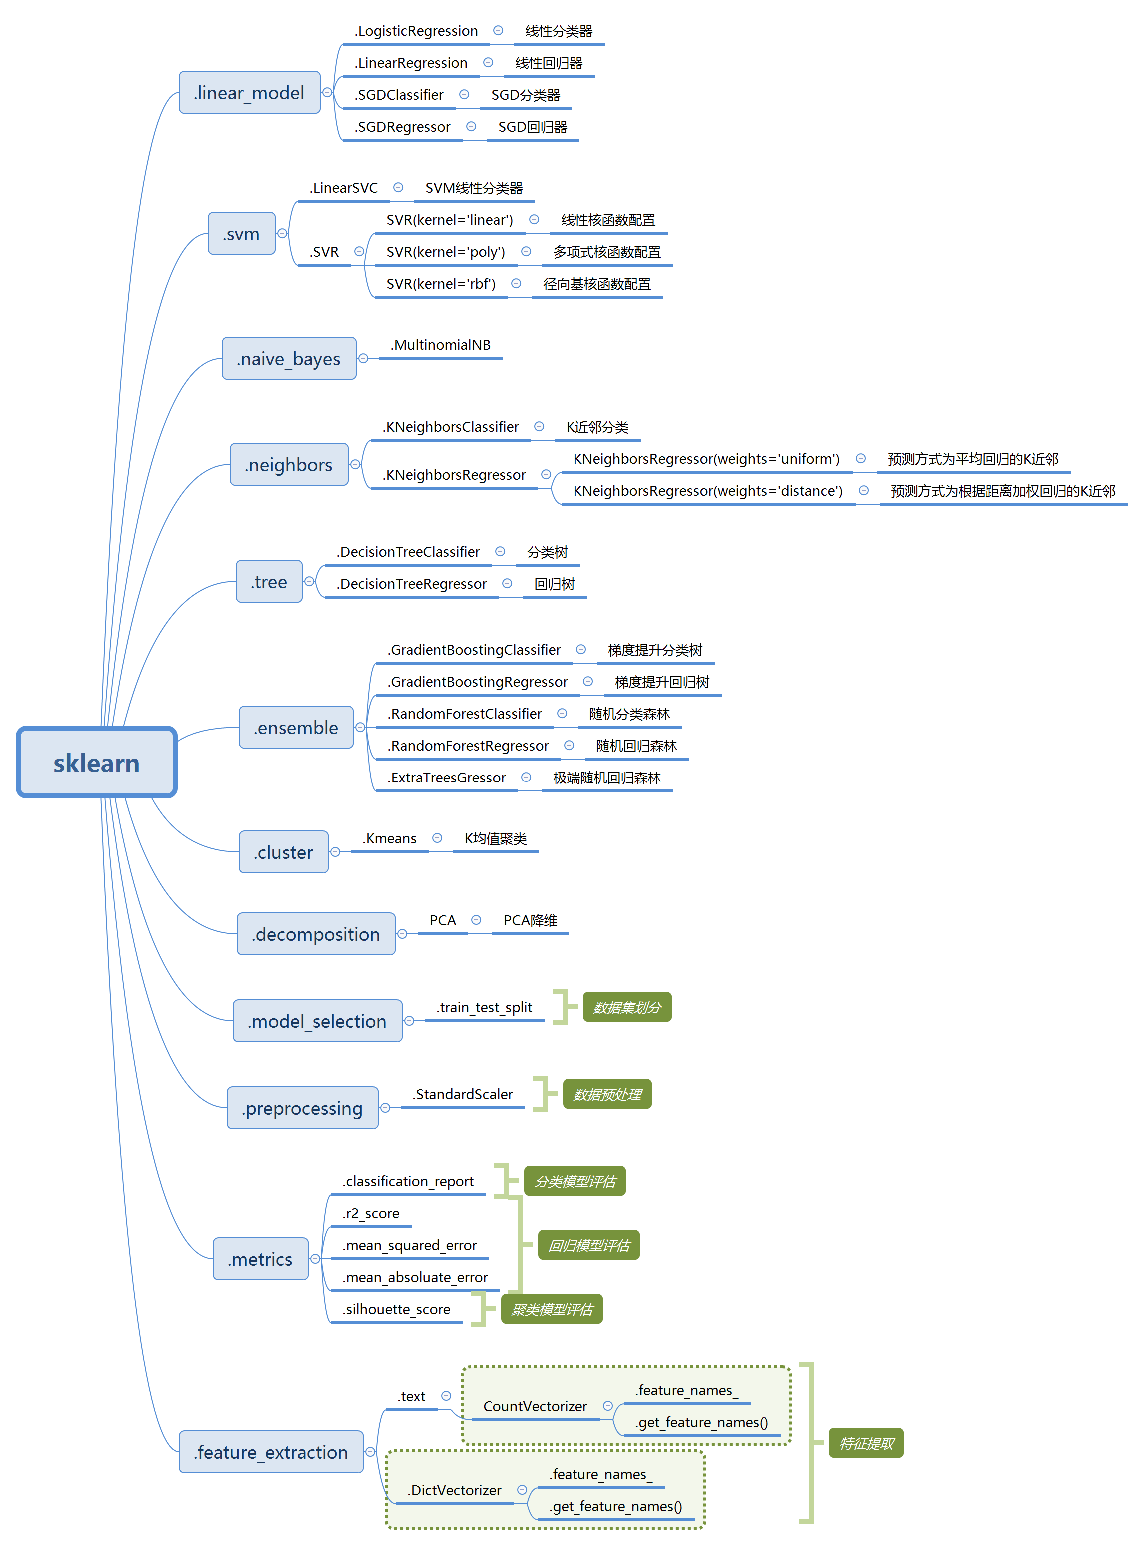 sklearn
.linear_model
.LogisticRegression
线性分类器
.LinearRegression
线性回归器
.SGDClassifier
SGD分类器
.SGDRegressor
SGD回归器
.svm
.LinearSVC
SVM线性分类器
.SVR
SVR(kernel='linear')
线性核函数配置
SVR(kernel='poly')
多项式核函数配置
SVR(kernel='rbf')
径向基核函数配置
.naive_bayes
.MultinomialNB
.neighbors
.KNeighborsClassifier
K近邻分类
.KNeighborsRegressor
KNeighborsRegressor(weights='uniform')
预测方式为平均回归的K近邻
KNeighborsRegressor(weights='distance')
预测方式为根据距离加权回归的K近邻
.tree
.DecisionTreeClassifier
分类树
.DecisionTreeRegressor
回归树
.ensemble
.GradientBoostingClassifier
梯度提升分类树
.GradientBoostingRegressor
梯度提升回归树
.RandomForestClassifier
随机分类森林
.RandomForestRegressor
随机回归森林
.ExtraTreesGressor
极端随机回归森林
.cluster
.Kmeans
K均值聚类
.decomposition
PCA
PCA降维
.model_selection
.train_test_split
数据集划分
.preprocessing
.StandardScaler
数据预处理
.metrics
.classification_report
分类模型评估
.r2_score
.mean_squared_error
.mean_absoluate_error
回归模型评估
.silhouette_score
聚类模型评估
.feature_extraction
.text
CountVectorizer
.feature_names_
.get_feature_names()
.DictVectorizer
.feature_names_
.get_feature_names()
特征提取